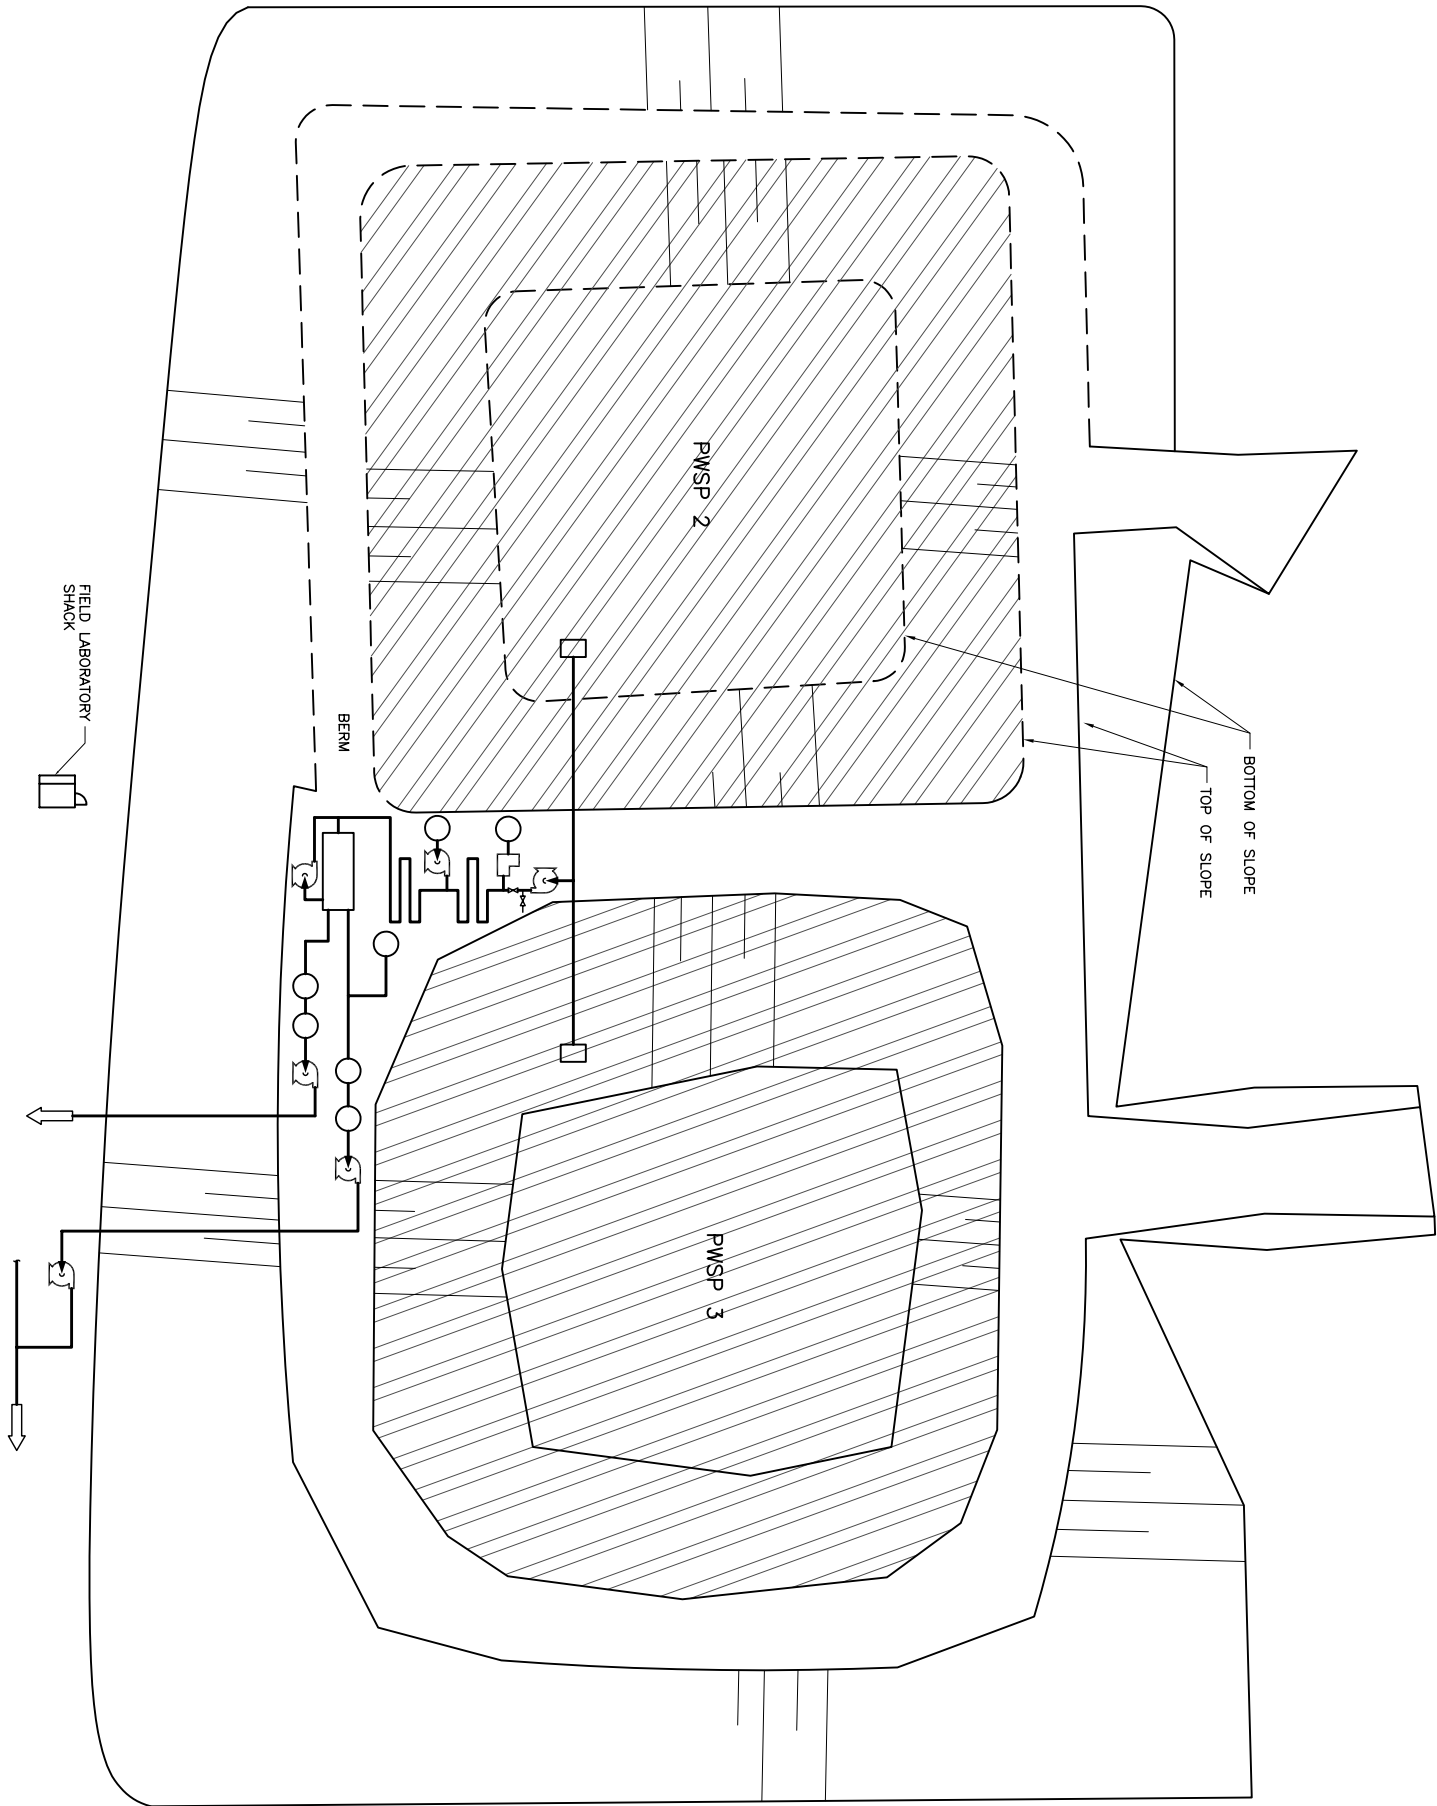 BOTTOM OF SLOPE
TOP OF SLOPE
PWSP 2
PWSP 3
BERM
FIELD LABORATORY
SHACK